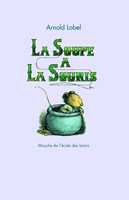 Arnold Lobel
LA SOUPE
A
LA SOURIS
Mouche de l'école des loisirs